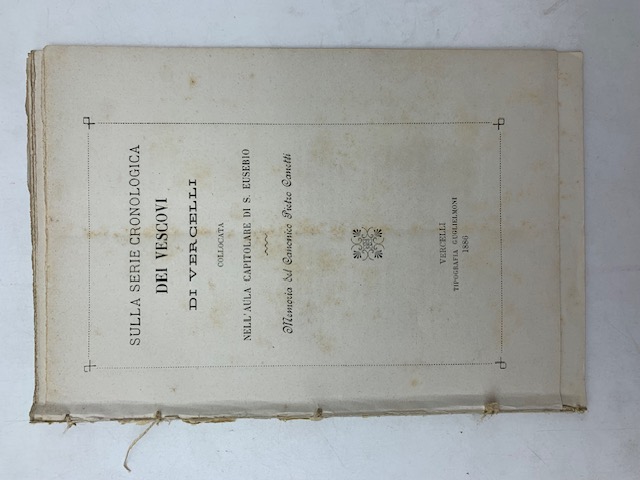 SULLA SERIE CRONOLOGICA
DEI VESCOVI
DI VERCELLI
COLLOCATA
NELL'AULA CAPITOLARE DI S. EUSEBIO
Memoria del Canonico Pietro Canetti
VERCELLI
TIPOGRAFIA GUGLIELMONI
1886